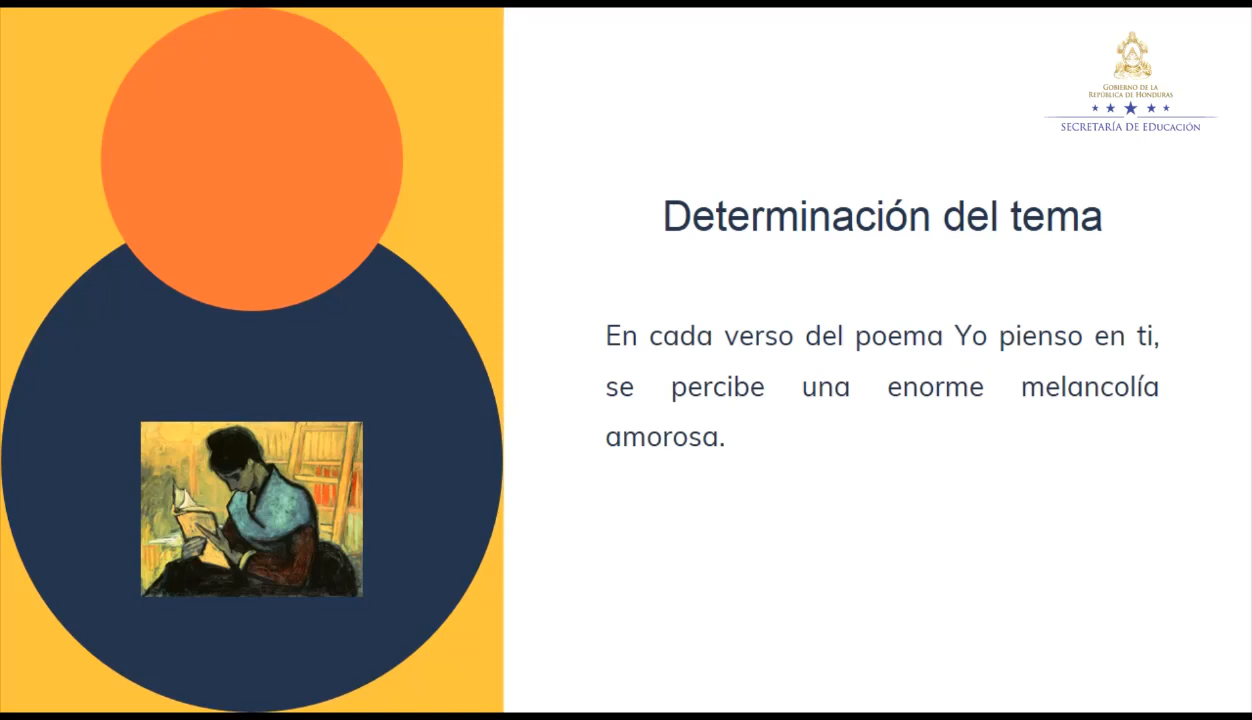 GOBIERNO DE LA
REPÚBLICA DE HONDURAS
SECRETARÍA DE EDUCACIÓN
Determinación del tema
En cada verso del poema Yo pienso en ti,
se percibe una enorme melancolía
amorosa.